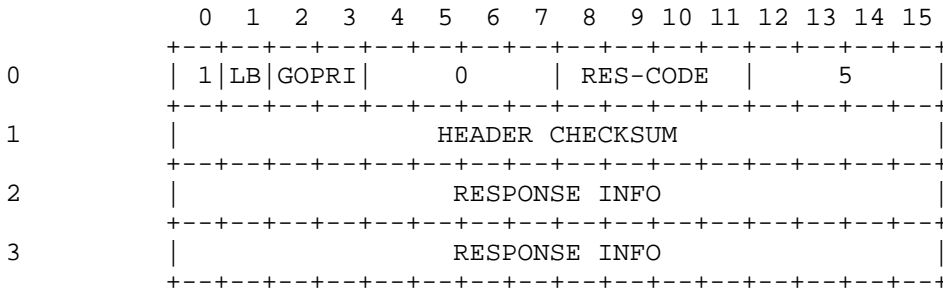 0  1  2  3  4  5  6  7  8  9 10 11 12 13 14 15
               +--+--+--+--+--+--+--+--+--+--+--+--+--+--+--+--+
0              | 1|LB|GOPRI|     0     | RES-CODE  |     5     |
               +--+--+--+--+--+--+--+--+--+--+--+--+--+--+--+--+
1              |                HEADER CHECKSUM                |
               +--+--+--+--+--+--+--+--+--+--+--+--+--+--+--+--+
2              |                 RESPONSE INFO                 |
               +--+--+--+--+--+--+--+--+--+--+--+--+--+--+--+--+
3              |                 RESPONSE INFO                 |
               +--+--+--+--+--+--+--+--+--+--+--+--+--+--+--+--+